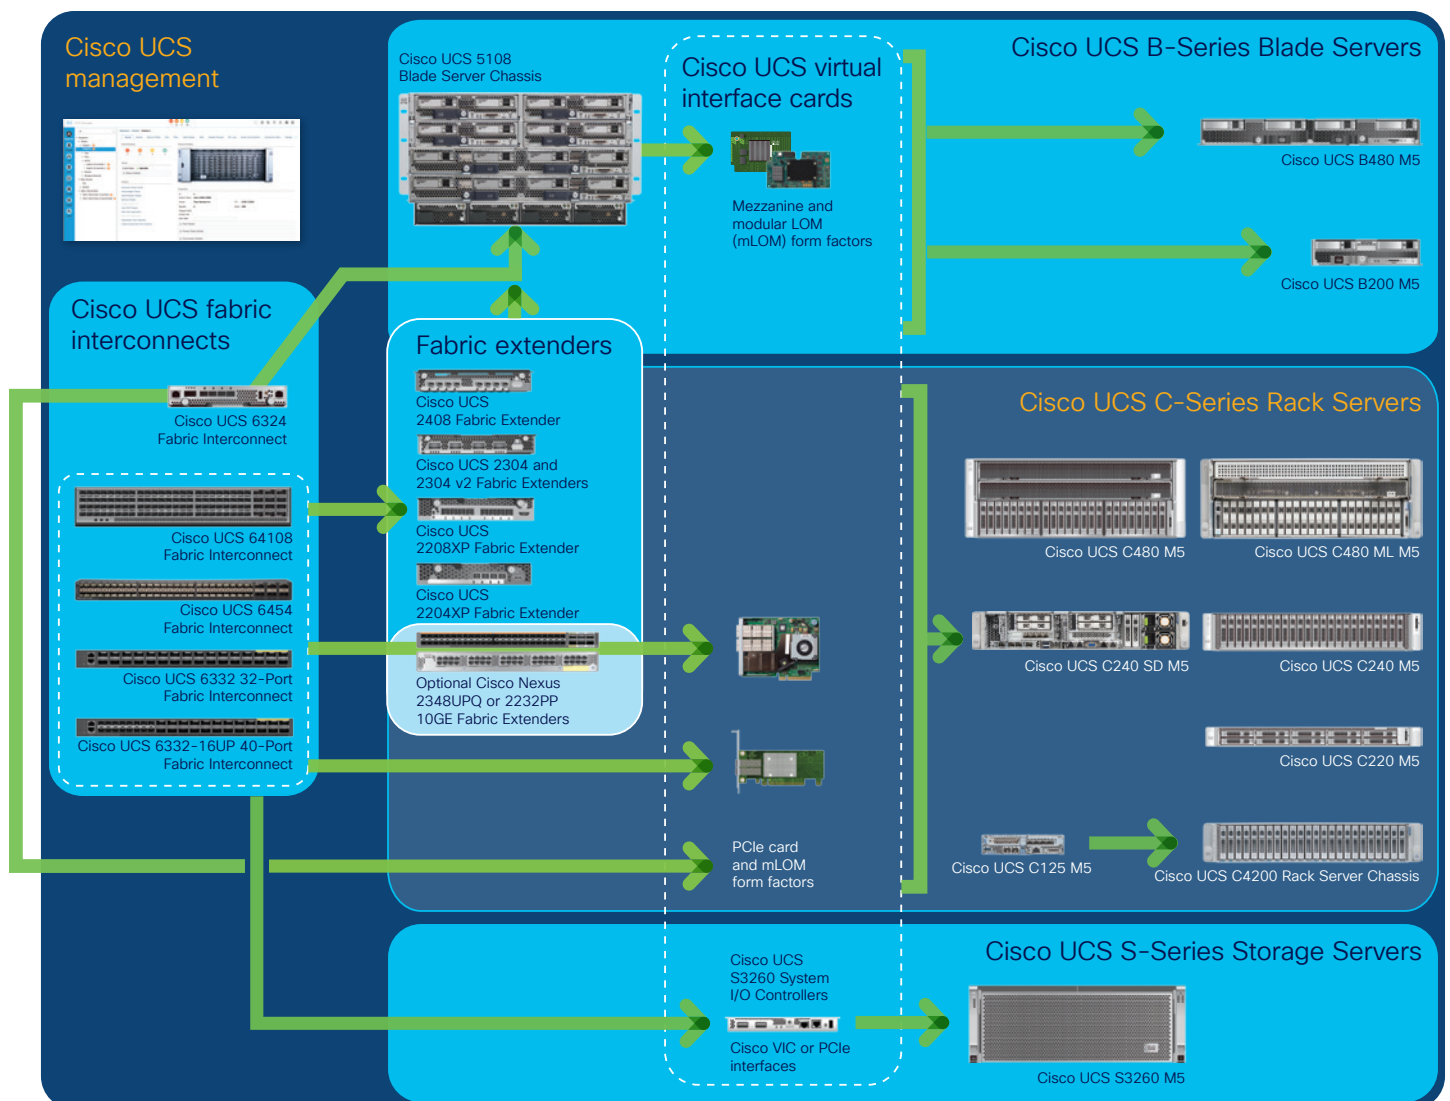 Cisco UCS
management
Cisco UCS 5108
Blade Server Chassis
Cisco UCS virtual
interface cards
Mezzanine and
modular LOM
(mLOM) form factors
Cisco UCS B-Series Blade Servers
Cisco UCS B480 M5
Cisco UCS B200 M5
Cisco UCS fabric
interconnects
Cisco UCS 6324
Fabric Interconnect
Cisco UCS 64108
Fabric Interconnect
Cisco UCS 6454
Fabric Interconnect
Cisco UCS 6332 32-Port
Fabric Interconnect
Cisco UCS 6332-16UP 40-Port
Fabric Interconnect
Fabric extenders
Cisco UCS
2408 Fabric Extender
Cisco UCS 2304 and
2304 v2 Fabric Extenders
Cisco UCS
2208XP Fabric Extender
Cisco UCS
2204XP Fabric Extender
Optional Cisco Nexus
2348UPQ or 2232PP
10GE Fabric Extenders
PCIe card
and mLOM
form factors
Cisco UCS C-Series Rack Servers
Cisco UCS C480 M5
Cisco UCS C480 ML M5
Cisco UCS C240 SD M5
Cisco UCS C240 M5
Cisco UCS C220 M5
Cisco UCS C125 M5
Cisco UCS C4200 Rack Server Chassis
Cisco UCS S-Series Storage Servers
Cisco UCS
S3260 System
I/O Controllers
Cisco VIC or PCIe
interfaces
Cisco UCS S3260 M5